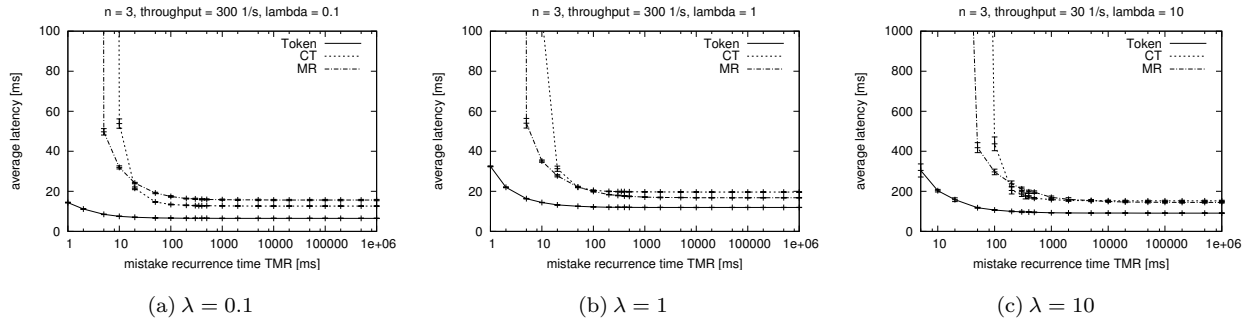 n = 3, throughput = 300 1/s, lambda = 0.1
100
80
60
40
20
0
average latency [ms]
Token
CT
MR
1 10 100 1000 10000 100000 1e+06
mistake recurrence time TMR [ms]
(a) λ = 0.1
n = 3, throughput = 300 1/s, lambda = 1
100
80
60
40
20
0
average latency [ms]
Token
CT
MR
1 10 100 1000 10000 100000 1e+06
mistake recurrence time TMR [ms]
(b) λ = 1
n = 3, throughput = 30 1/s, lambda = 10
1000
800
600
400
200
0
average latency [ms]
Token
CT
MR
10 100 1000 10000 100000 1e+06
mistake recurrence time TMR [ms]
(c) λ = 10